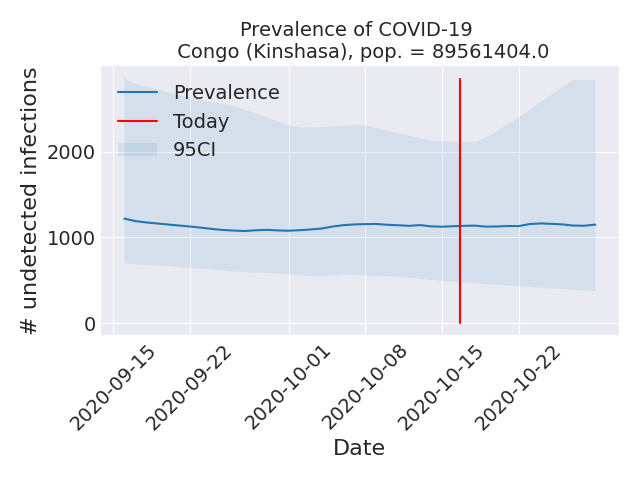 Prevalence of COVID-19
Congo (Kinshasa), pop. = 89561404.0
Prevalence
Today
95CI
# undetected infections
2000
1000
0
2020-09-15
2020-09-22
2020-10-01
2020-10-08
2020-10-15
2020-10-22
Date